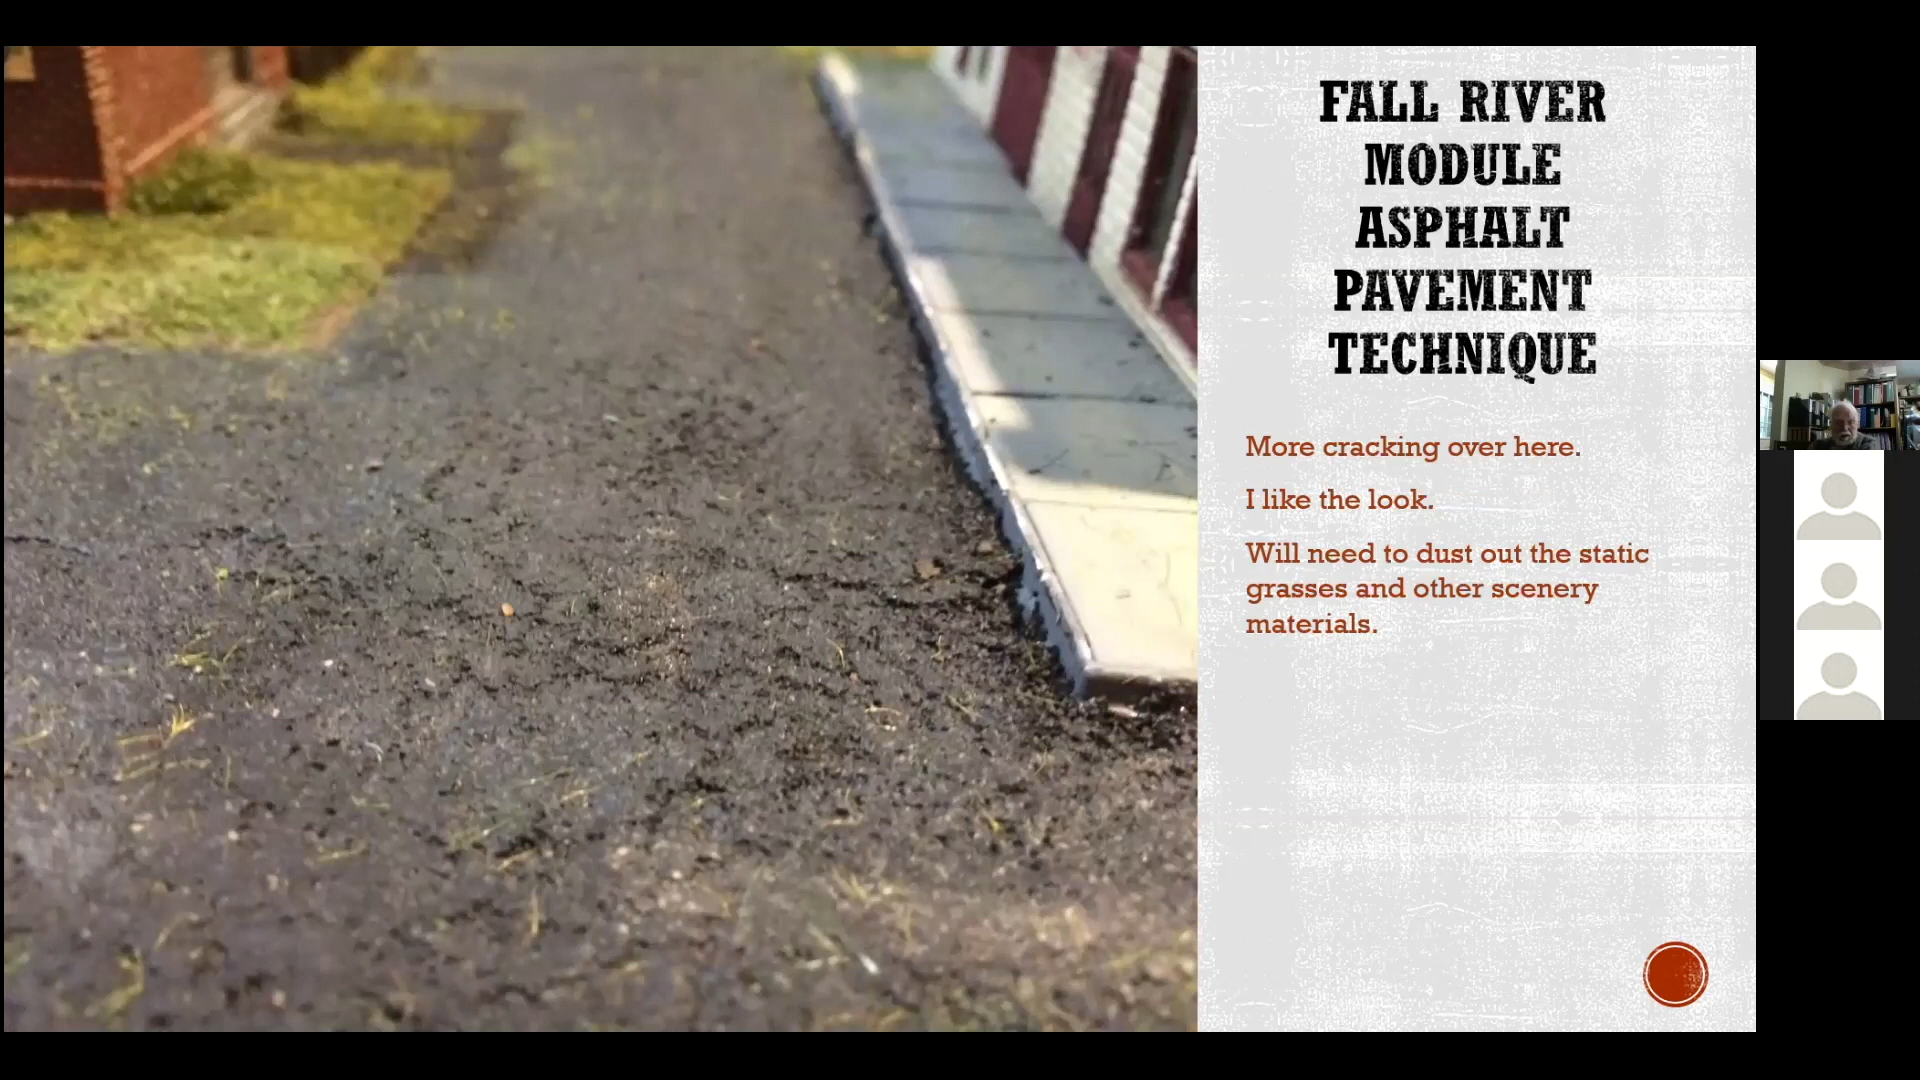 FALL RIVER
MODULE
ASPHALT
PAVEMENT
TECHNIQUE
More cracking over here.
I like the look.
Will need to dust out the static
grasses and other scenery
materials.